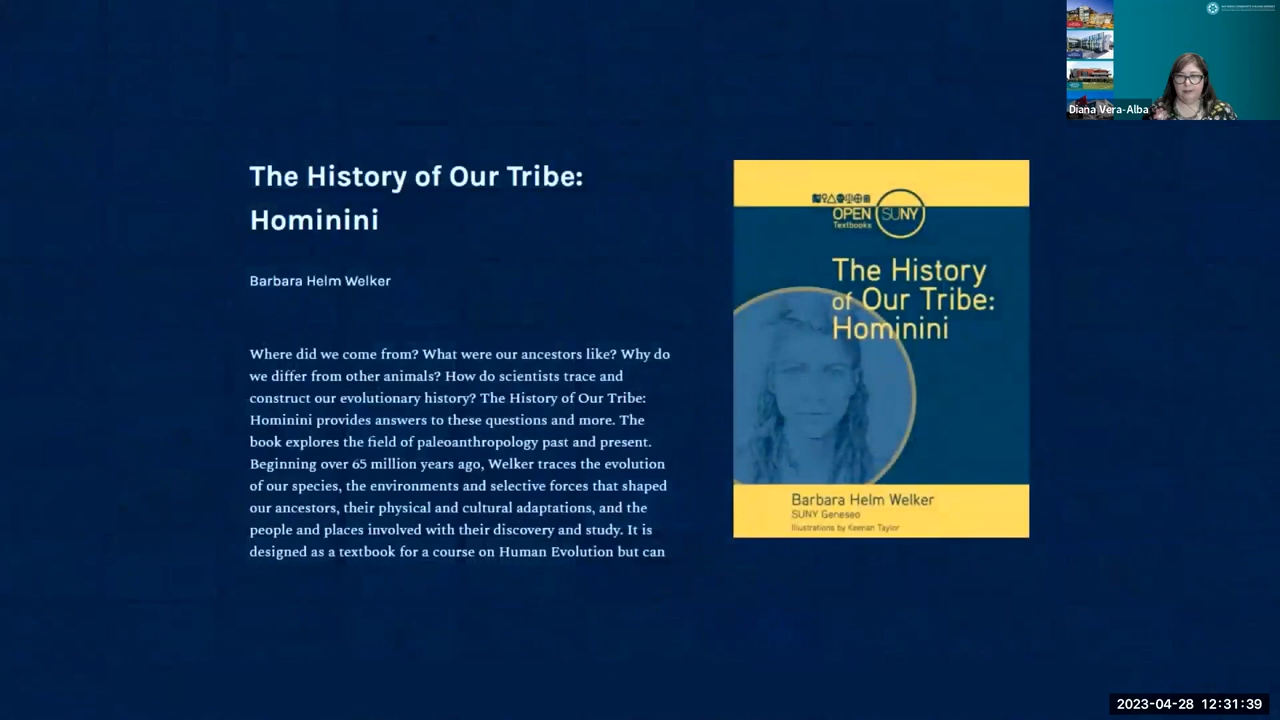 The History of Our Tribe:
Hominini
Barbara Helm Welker
Where did we come from? What were our ancestors like? Why do
we differ from other animals? How do scientists trace and
construct our evolutionary history? The History of Our Tribe:
Hominini provides answers to these questions and more. The
book explores the field of paleoanthropology past and present.
Beginning over 65 million years ago, Welker traces the evolution
of our species, the environments and selective forces that shaped
our ancestors, their physical and cultural adaptations, and the
people and places involved with their discovery and study. It is
designed as a textbook for a course on Human Evolution but can
OPEN SUNY
Textbooks
The History
of Our Tribe:
Hominini
Barbara Helm Welker
SUNY Geneseo
Illustrations by Keenan Taylor
Diana Vera-Alba
2023-04-28 12:31:39